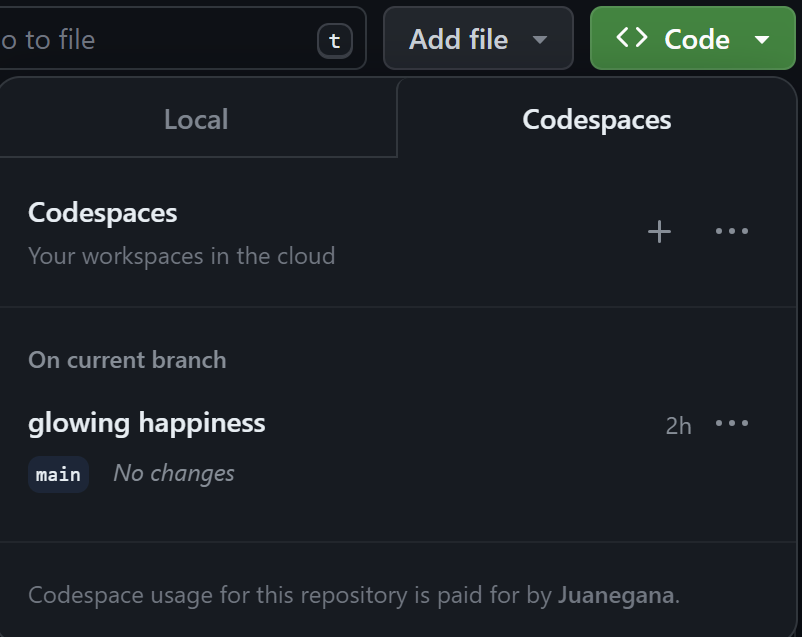 o to file
t
Add file
<> Code
Local
Codespaces
Codespaces
Your workspaces in the cloud
On current branch
glowing happiness
2h
main
No changes
Codespace usage for this repository is paid for by Juanegana.